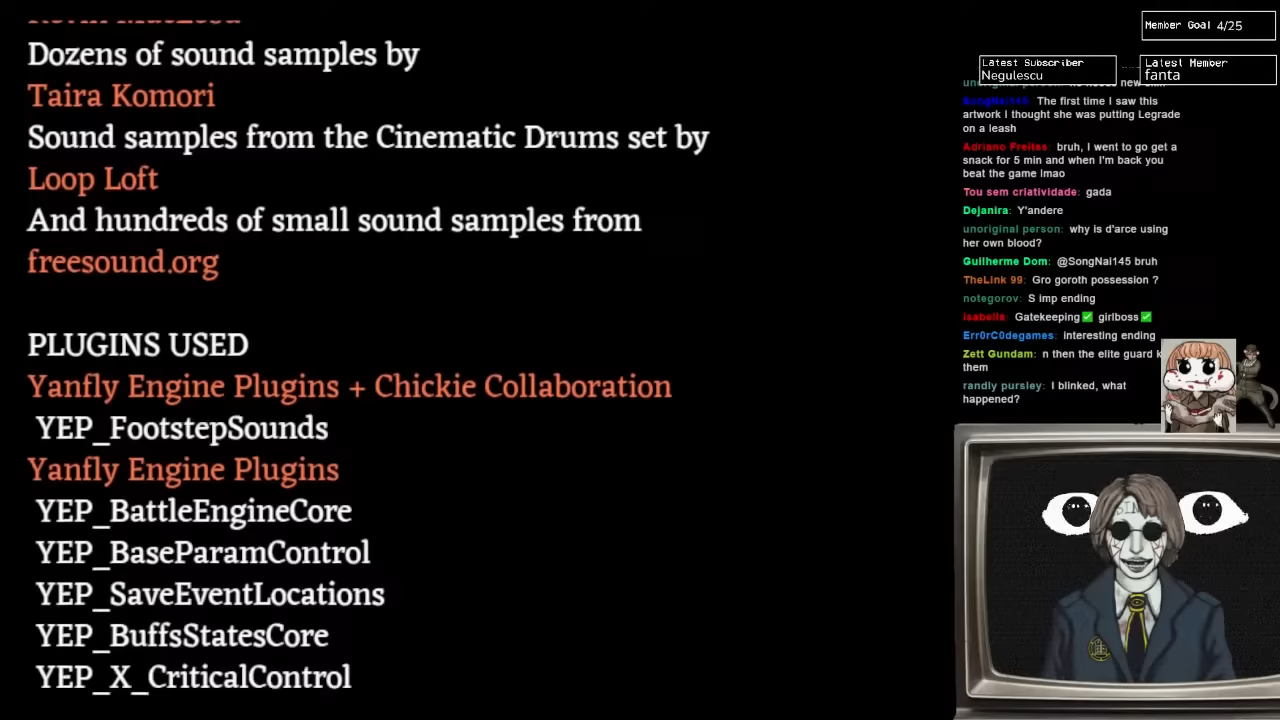 Kevin MacLeod
Dozens of sound samples by
Taira Komori
Sound samples from the Cinematic Drums set by
Loop Loft
And hundreds of small sound samples from
freesound.org
PLUGINS USED
Yanfly Engine Plugins + Chickie Collaboration
YEP_FootstepSounds
Yanfly Engine Plugins
YEP_BattleEngineCore
YEP_BaseParamControl
YEP_SaveEventLocations
YEP_BuffsStatesCore
YEP_X_CriticalControl
Member Goal 4/25
Latest Subscriber
Negulescu
Latest Member
fanta
SongNai145 The first time I saw this
artwork I thought she was putting Legrade
on a leash
Adriano Freitas: bruh, I went to go get a
snack for 5 min and when I'm back you
beat the game lmao
Tou sem criatividade: gada
Dejanira: Y'andere
unoriginal person: why is d'arce using
her own blood?
Guilherme Dom: @SongNai145 bruh
TheLink 99: Gro goroth possession ?
notegorov: S imp ending
isabella: Gatekeeping✅ girlboss✅
Err0rC0degames: interesting ending
Zett Gundam: n then the elite guard k
them
randly pursley: I blinked, what
happened?
SIN